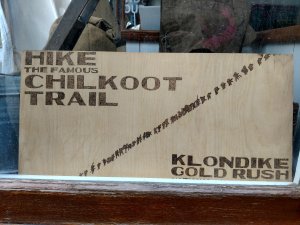 HIKE
THE FAMOUS
CHILKOOT
TRAIL
KLONDIKE
GOLD RUSH